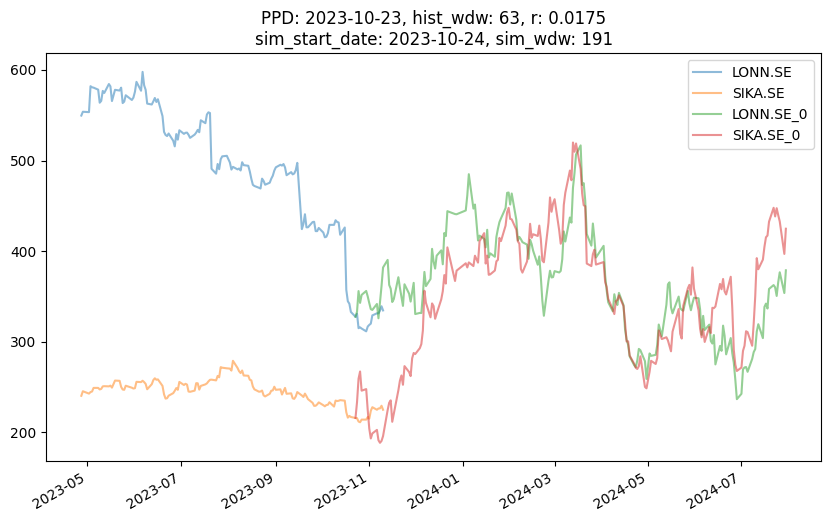 PPD: 2023-10-23, hist_wdw: 63, r: 0.0175
sim_start_date: 2023-10-24, sim_wdw: 191
LONN.SE
SIKA.SE
LONN.SE_0
SIKA.SE_0
600
500
400
300
200
2023-05
2023-07
2023-09
2023-11
2024-01
2024-03
2024-05
2024-07